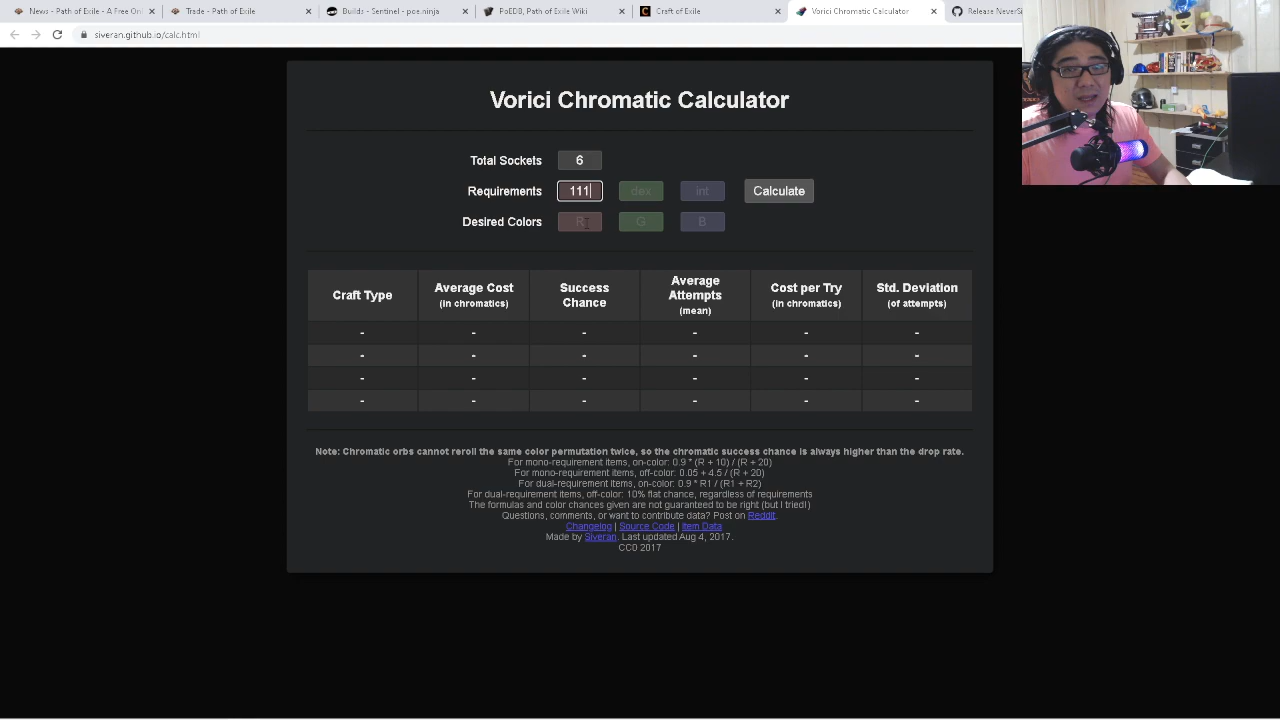 News - Path of Exile - A Free Onl
Trade - Path of Exile
Builds - Sentinel - poe.ninja
PoEDB, Path of Exile Wiki
Craft of Exile
Vorici Chromatic Calculator
Release NeverSi
siveran.github.io/calc.html
Vorici Chromatic Calculator
Total Sockets 6
Requirements 111 dex int Calculate
Desired Colors R G B
Craft Type Average Cost (in chromatics) Success Chance Average Attempts (mean) Cost per Try (in chromatics) Std. Deviation (of attempts)
- - - - - -
- - - - - -
- - - - - -
- - - - - -
Note: Chromatic orbs cannot reroll the same color permutation twice, so the chromatic success chance is always higher than the drop rate.
For mono-requirement items, on-color: 0.9 * (R + 10) / (R + 20)
For mono-requirement items, off-color: 0.05 + 4.5 / (R + 20)
For dual-requirement items, on-color: 0.9 * R1 / (R1 + R2)
For dual-requirement items, off-color: 10% flat chance, regardless of requirements
The formulas and color chances given are not guaranteed to be right (but I tried!)
Questions, comments, or want to contribute data? Post on Reddit.
Changelog | Source Code | Item Data
Made by Siveran. Last updated Aug 4, 2017.
CC0 2017